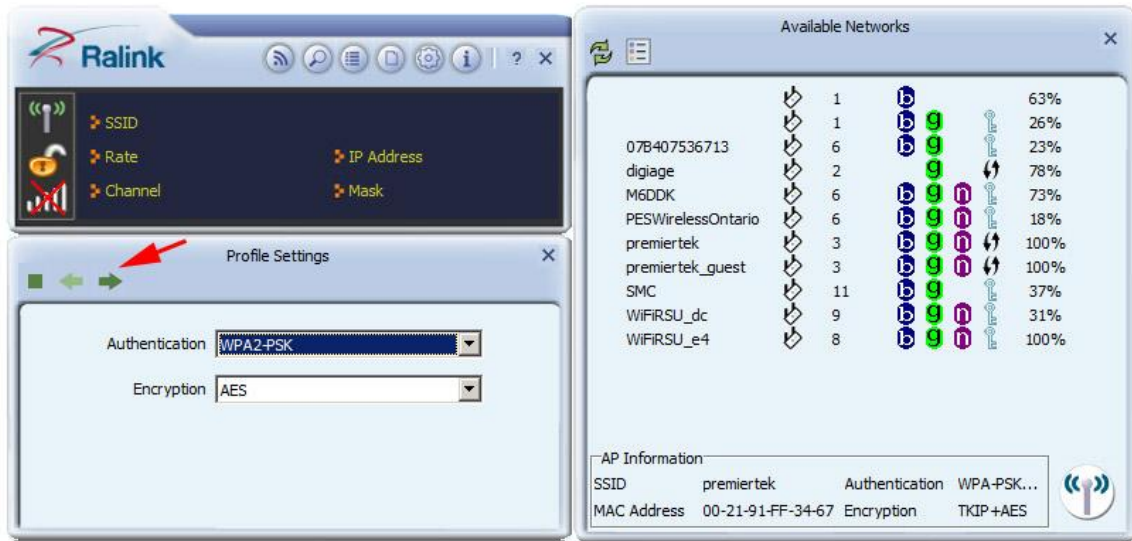 Ralink
i ? ×
SSID
Rate IP Address
Channel Mask
Profile Settings ×
Authentication WPA2-PSK
Encryption AES
Available Networks ×
1 b 63%
1 b g 26%
07B407536713 6 b g 23%
digiage 2 g 78%
M6DDK 6 b g n 73%
PESWirelessOntario 6 b g n 18%
premiertek 3 b g n 100%
premiertek_guest 3 b g n 100%
SMC 11 b g 37%
WiFiRSU_dc 9 b g n 31%
WiFiRSU_e4 8 b g n 100%
AP Information
SSID premiertek Authentication WPA-PSK...
MAC Address 00-21-91-FF-34-67 Encryption TKIP+AES